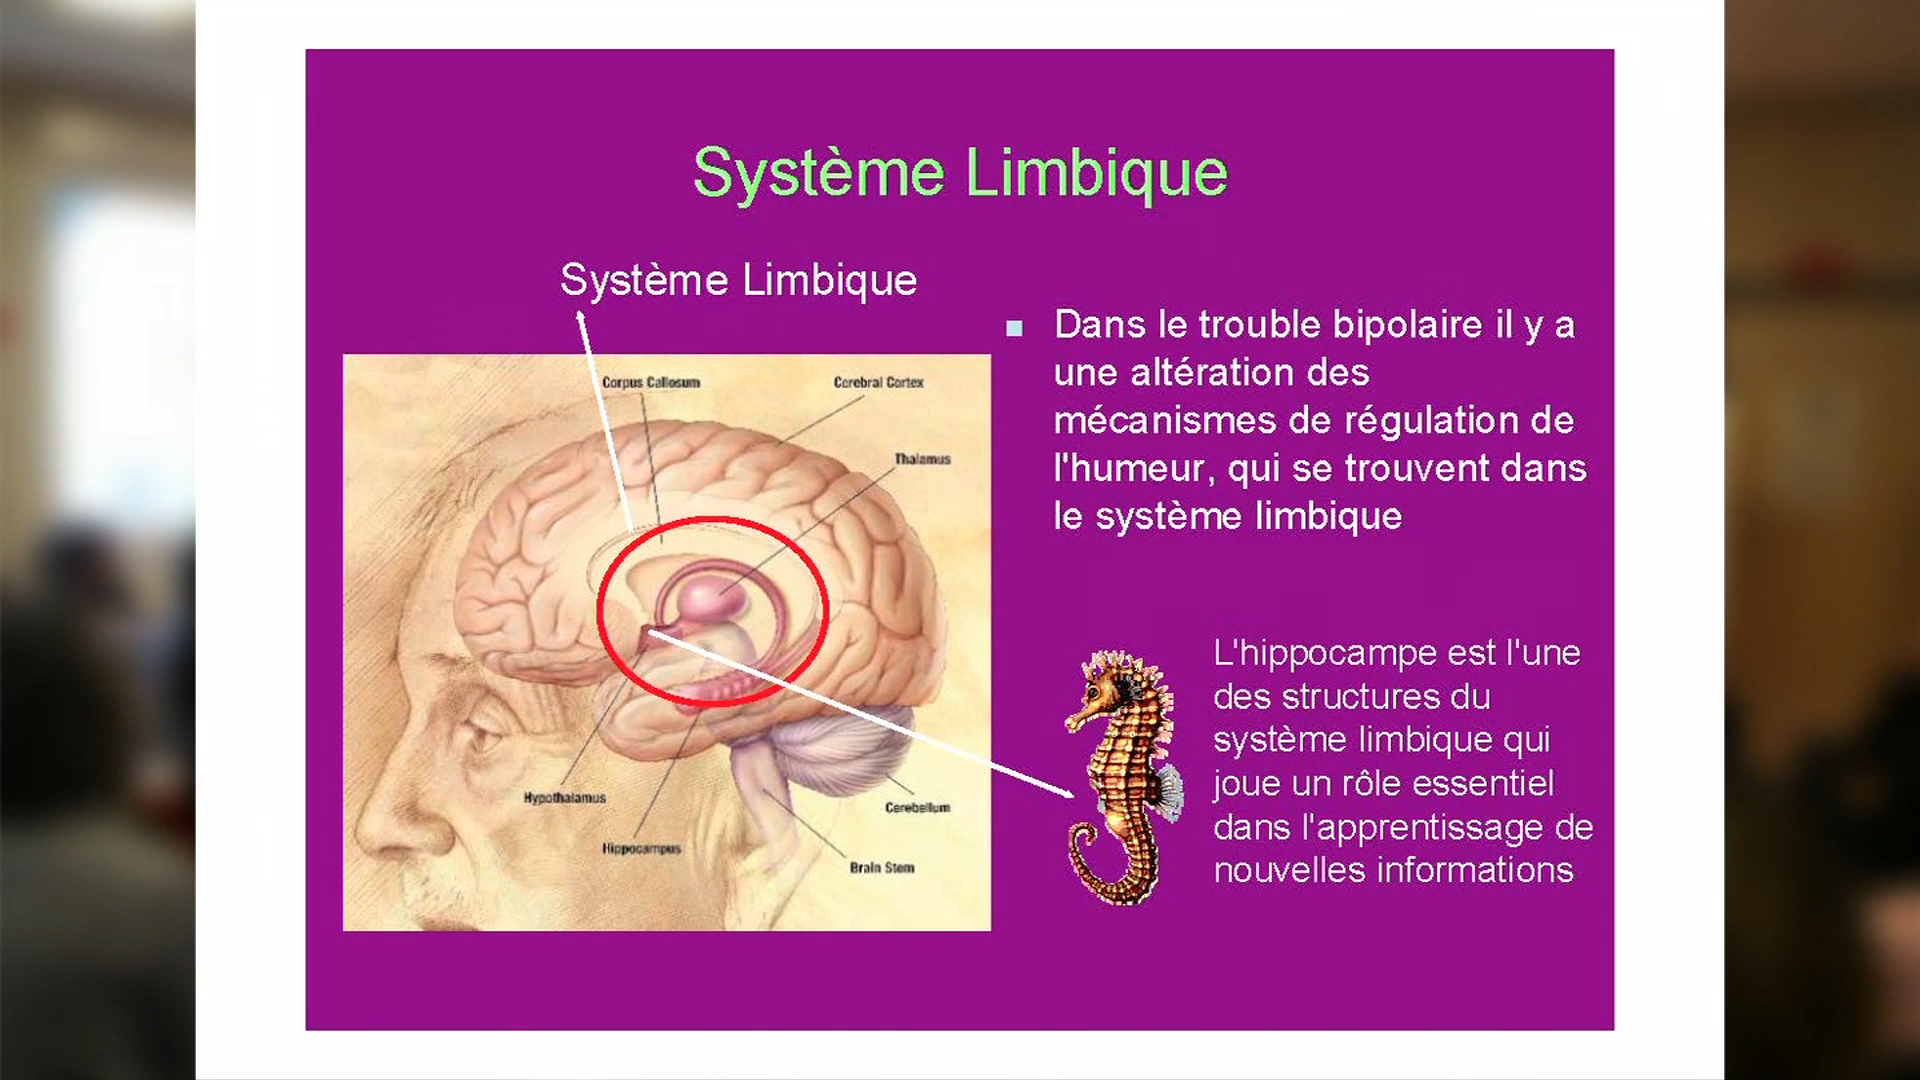 Système Limbique
Système Limbique
Dans le trouble bipolaire il y a
une altération des
mécanismes de régulation de
l'humeur, qui se trouvent dans
le système limbique
Corpus Callosum
Cerebral Cortex
Thalamus
Hypothalamus
Hippocampus
Cerebellum
Brain Stem
L'hippocampe est l'une
des structures du
système limbique qui
joue un rôle essentiel
dans l'apprentissage de
nouvelles informations